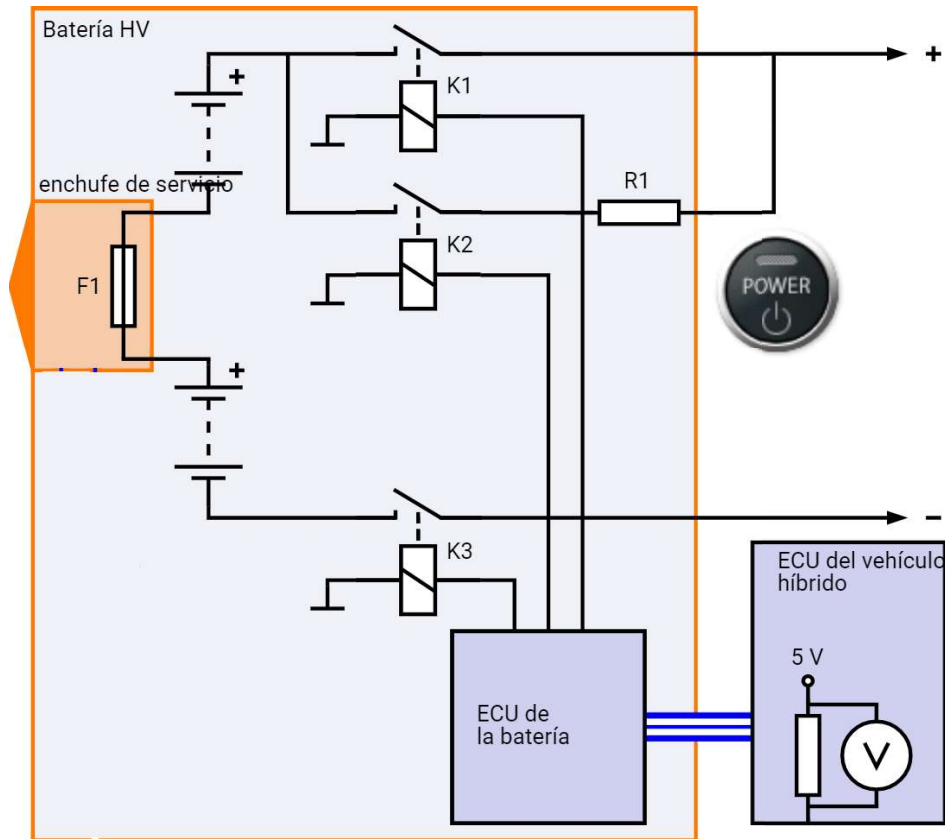 Batería HV
+
+
K1
enchufe de servicio
R1
K2
F1
POWER
+
−
K3
ECU del vehículo
híbrido
5 V
ECU de
la batería
V